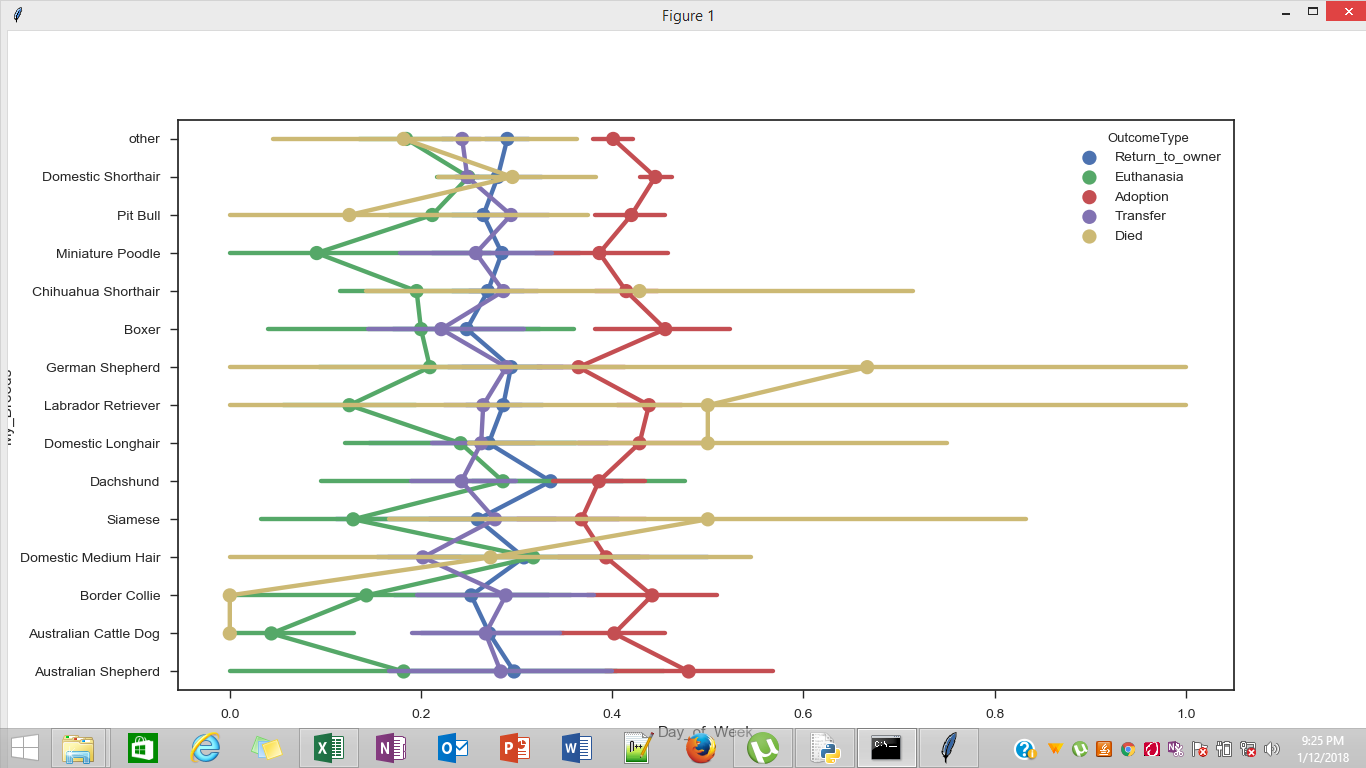 Figure 1
other
Domestic Shorthair
Pit Bull
Miniature Poodle
Chihuahua Shorthair
Boxer
German Shepherd
Labrador Retriever
Domestic Longhair
Dachshund
Siamese
Domestic Medium Hair
Border Collie
Australian Cattle Dog
Australian Shepherd
OutcomeType
Return_to_owner
Euthanasia
Adoption
Transfer
Died
0.0 0.2 0.4 0.6 0.8 1.0
Day_of_Week
9:25 PM
1/12/2018